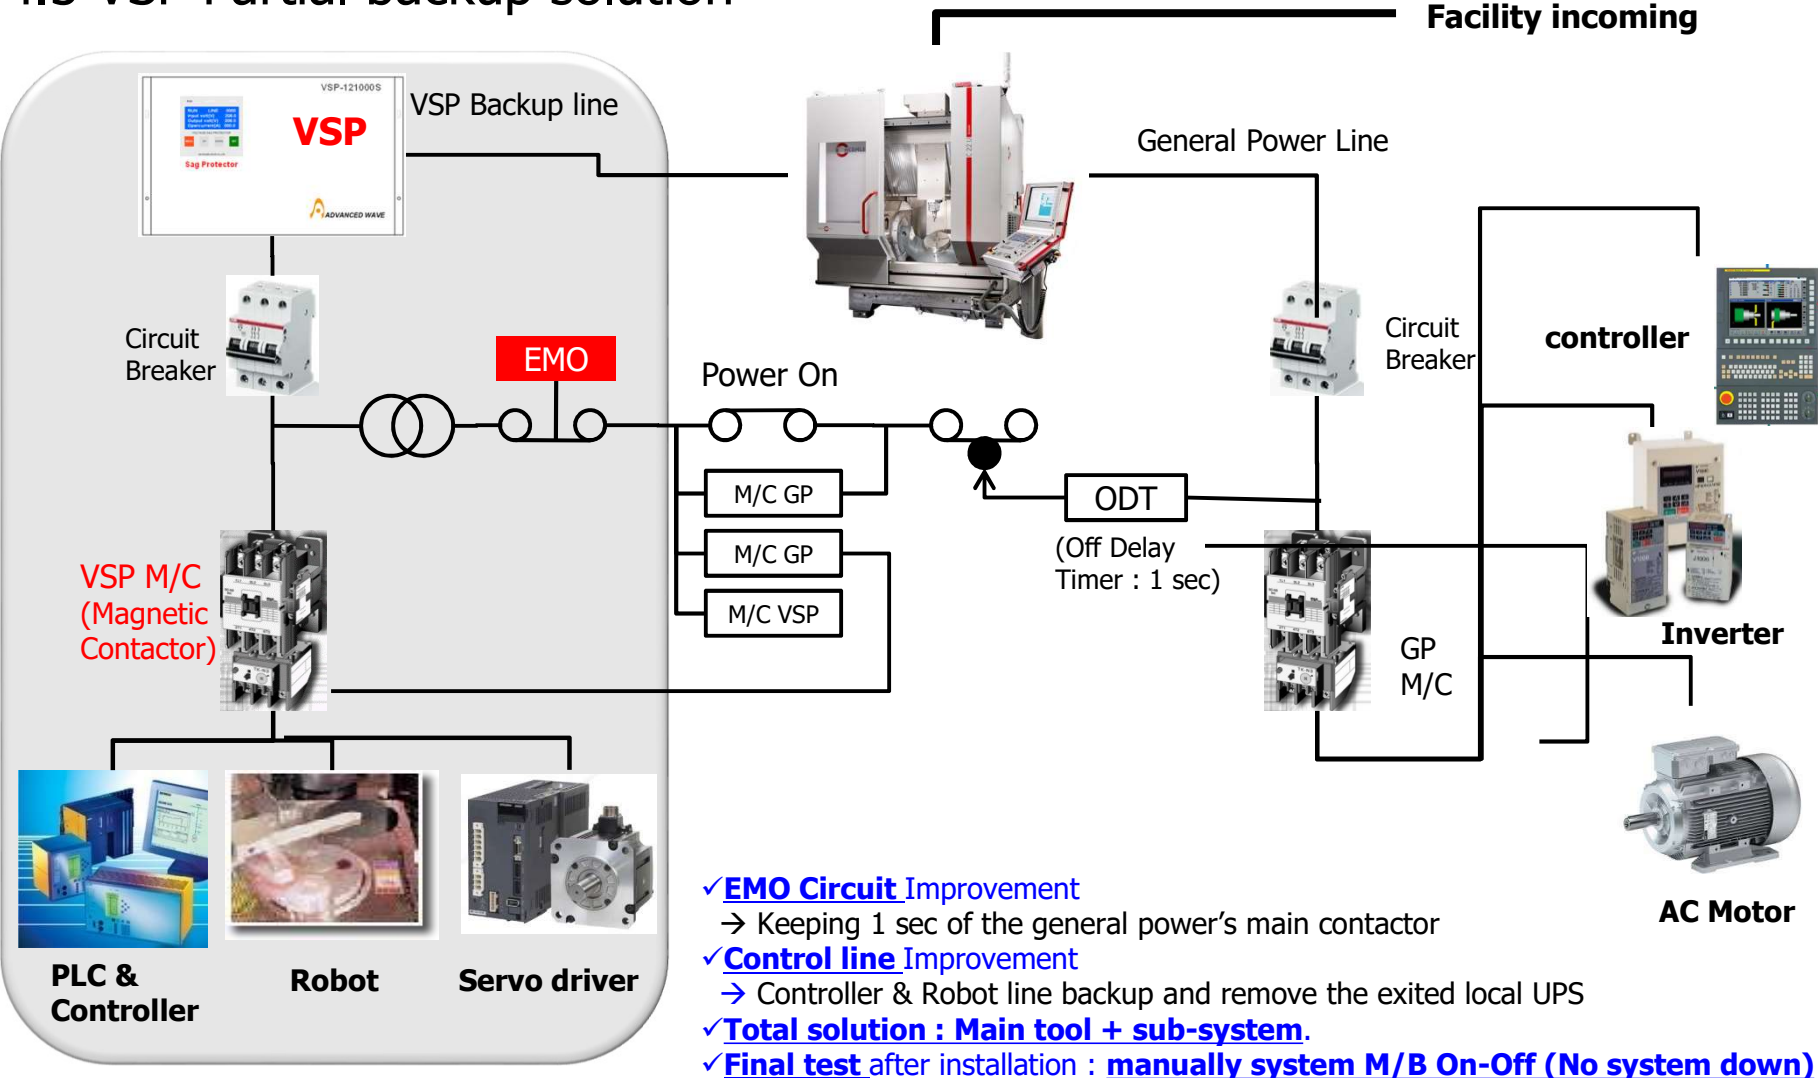 VSP Partial backup solution
Facility incoming
VSP-121000S
VSP
Sag Protector
ADVANCED WAVE
VSP Backup line
General Power Line
Circuit
Breaker
EMO
Power On
Circuit
Breaker
controller
M/C GP
M/C GP
M/C VSP
ODT
(Off Delay
Timer : 1 sec)
VSP M/C
(Magnetic
Contactor)
GP
M/C
Inverter
AC Motor
PLC &
Controller
Robot
Servo driver
✓EMO Circuit Improvement
→ Keeping 1 sec of the general power’s main contactor
✓Control line Improvement
→ Controller & Robot line backup and remove the exited local UPS
✓Total solution : Main tool + sub-system.
✓Final test after installation : manually system M/B On-Off (No system down)